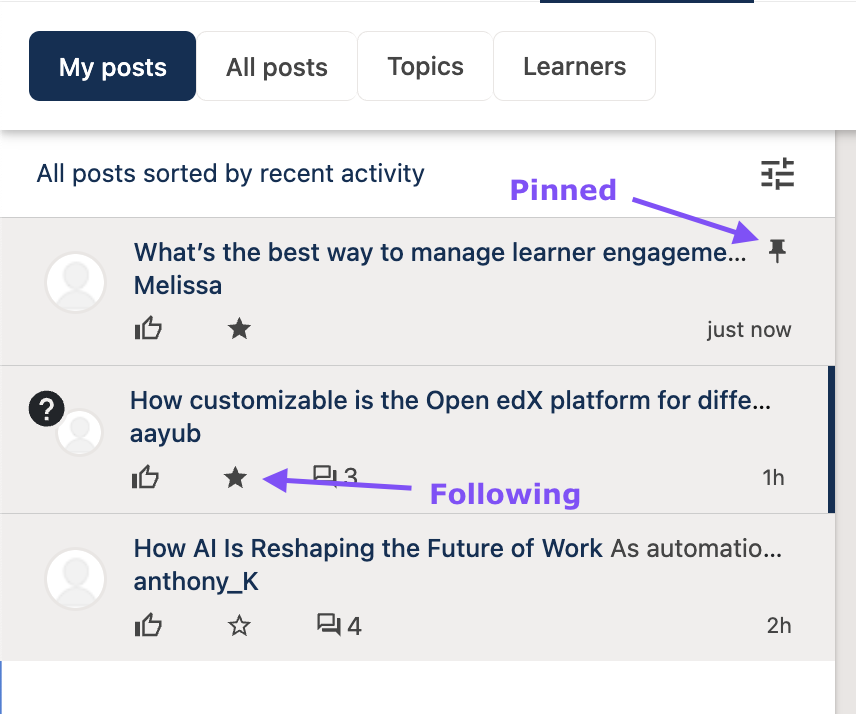 My posts
All posts
Topics
Learners
All posts sorted by recent activity
Pinned
What’s the best way to manage learner engageme...
Melissa
just now
?
How customizable is the Open edX platform for diffe...
aayub
3
1h
Following
How AI Is Reshaping the Future of Work As automatio...
anthony_K
4
2h